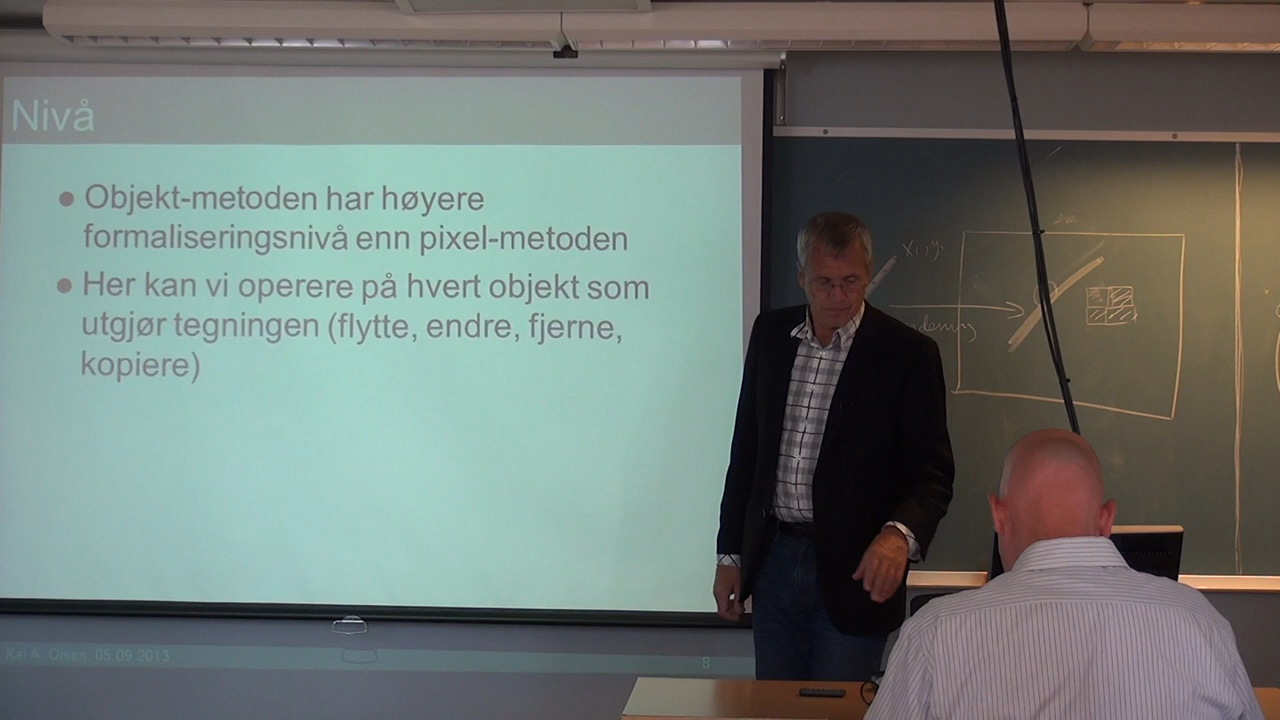 Nivå
● Objekt-metoden har høyere
formaliseringsnivå enn pixel-metoden
● Her kan vi operere på hvert objekt som
utgjør tegningen (flytte, endre, fjerne,
kopiere)
Kai A. Olsen, 05.09.2013
8